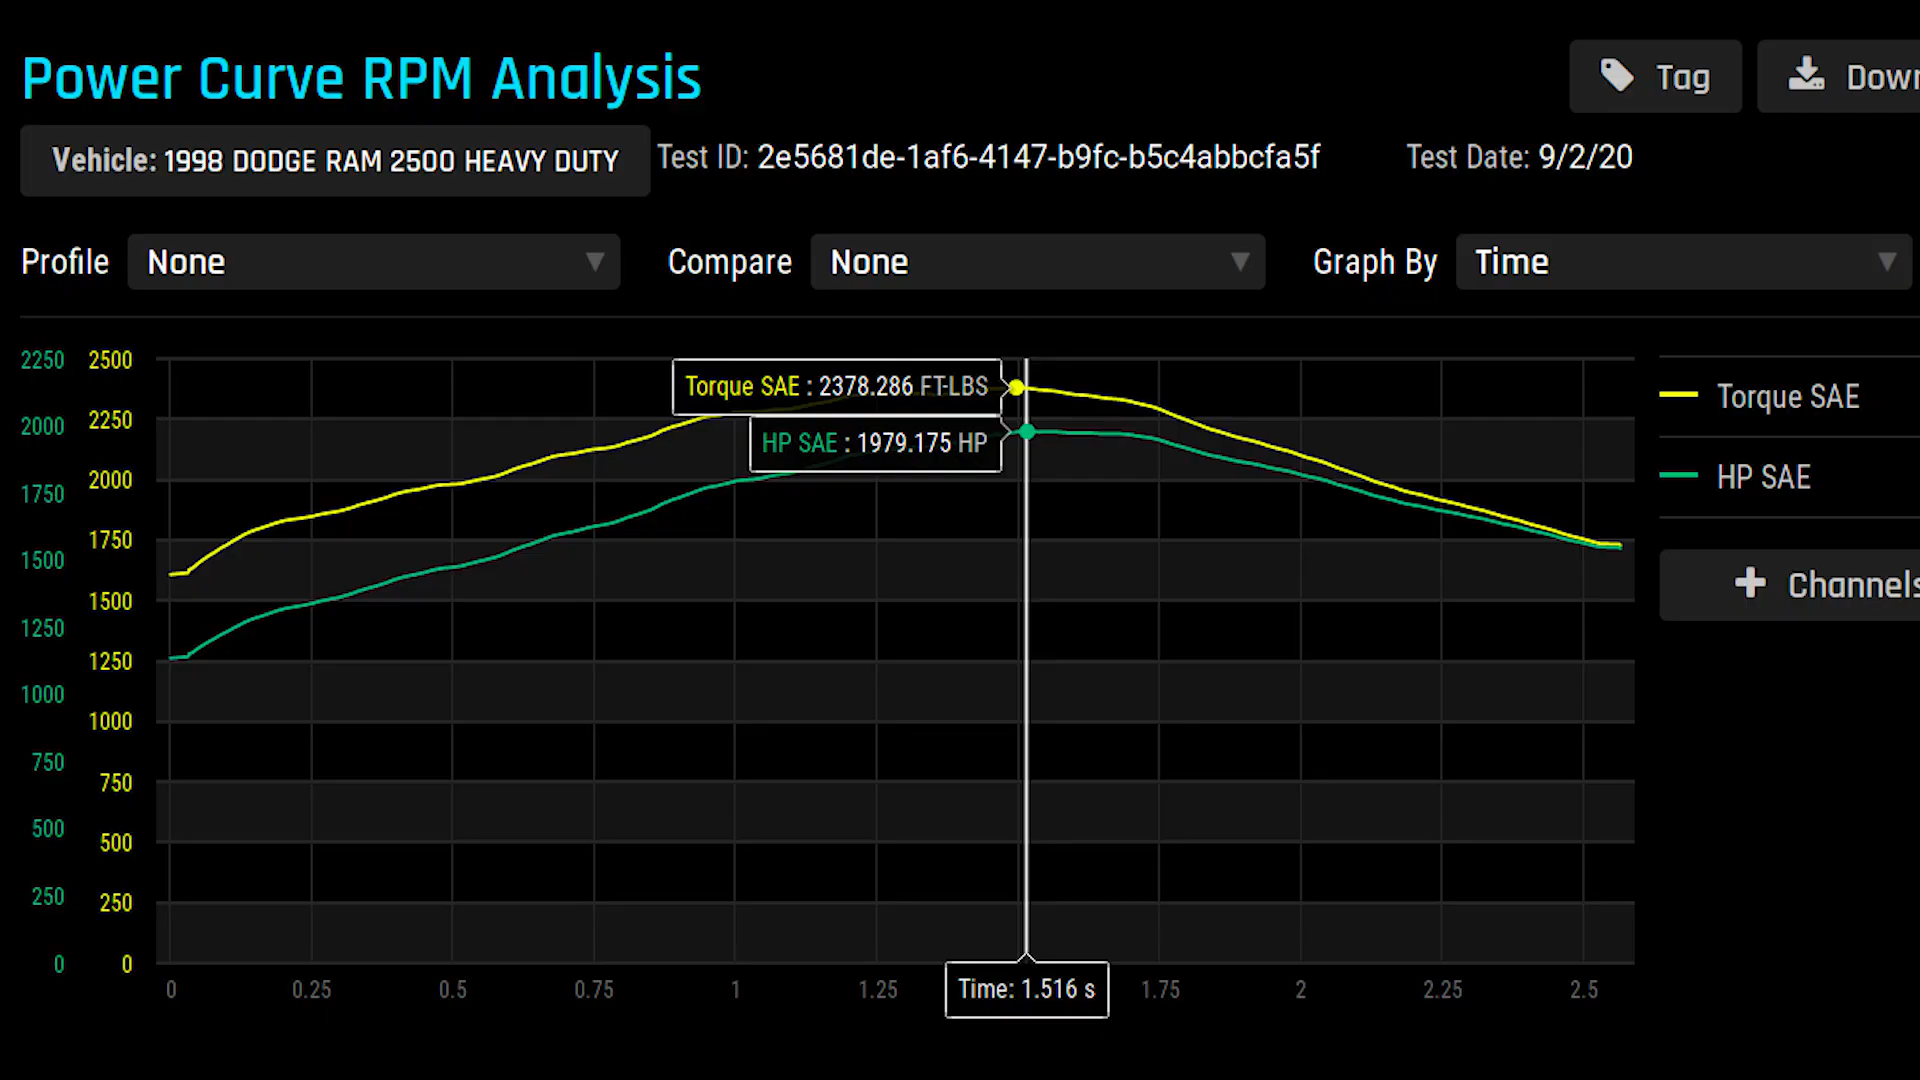 Power Curve RPM Analysis
Tag
Down
Vehicle: 1998 DODGE RAM 2500 HEAVY DUTY
Test ID: 2e5681de-1af6-4147-b9fc-b5c4abbcfa5f
Test Date: 9/2/20
Profile None
Compare None
Graph By Time
2250 2500
2000 2250
1750 2000
1500 1750
1250 1500
1000 1250
750 1000
500 750
250 500
0 250
0
Torque SAE : 2378.286 FT-LBS
HP SAE : 1979.175 HP
Torque SAE
HP SAE
Channels
0 0.25 0.5 0.75 1 1.25 Time: 1.516 s 1.75 2 2.25 2.5